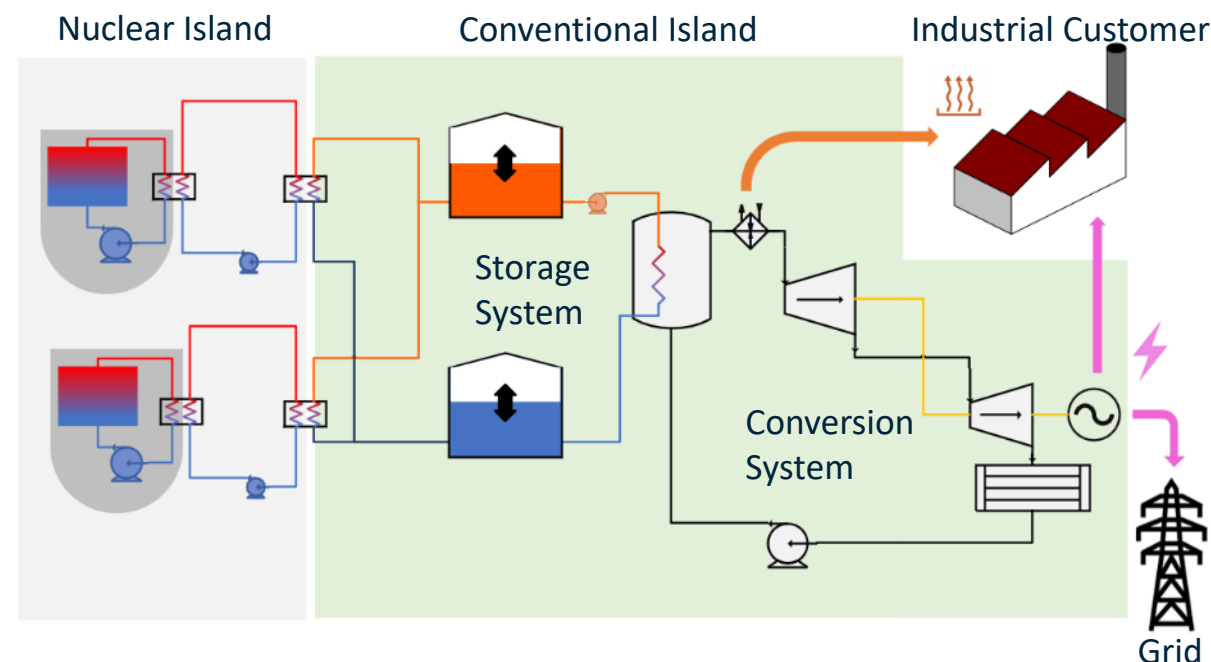 Nuclear Island
Conventional Island
Industrial Customer
Storage
System
Conversion
System
Grid